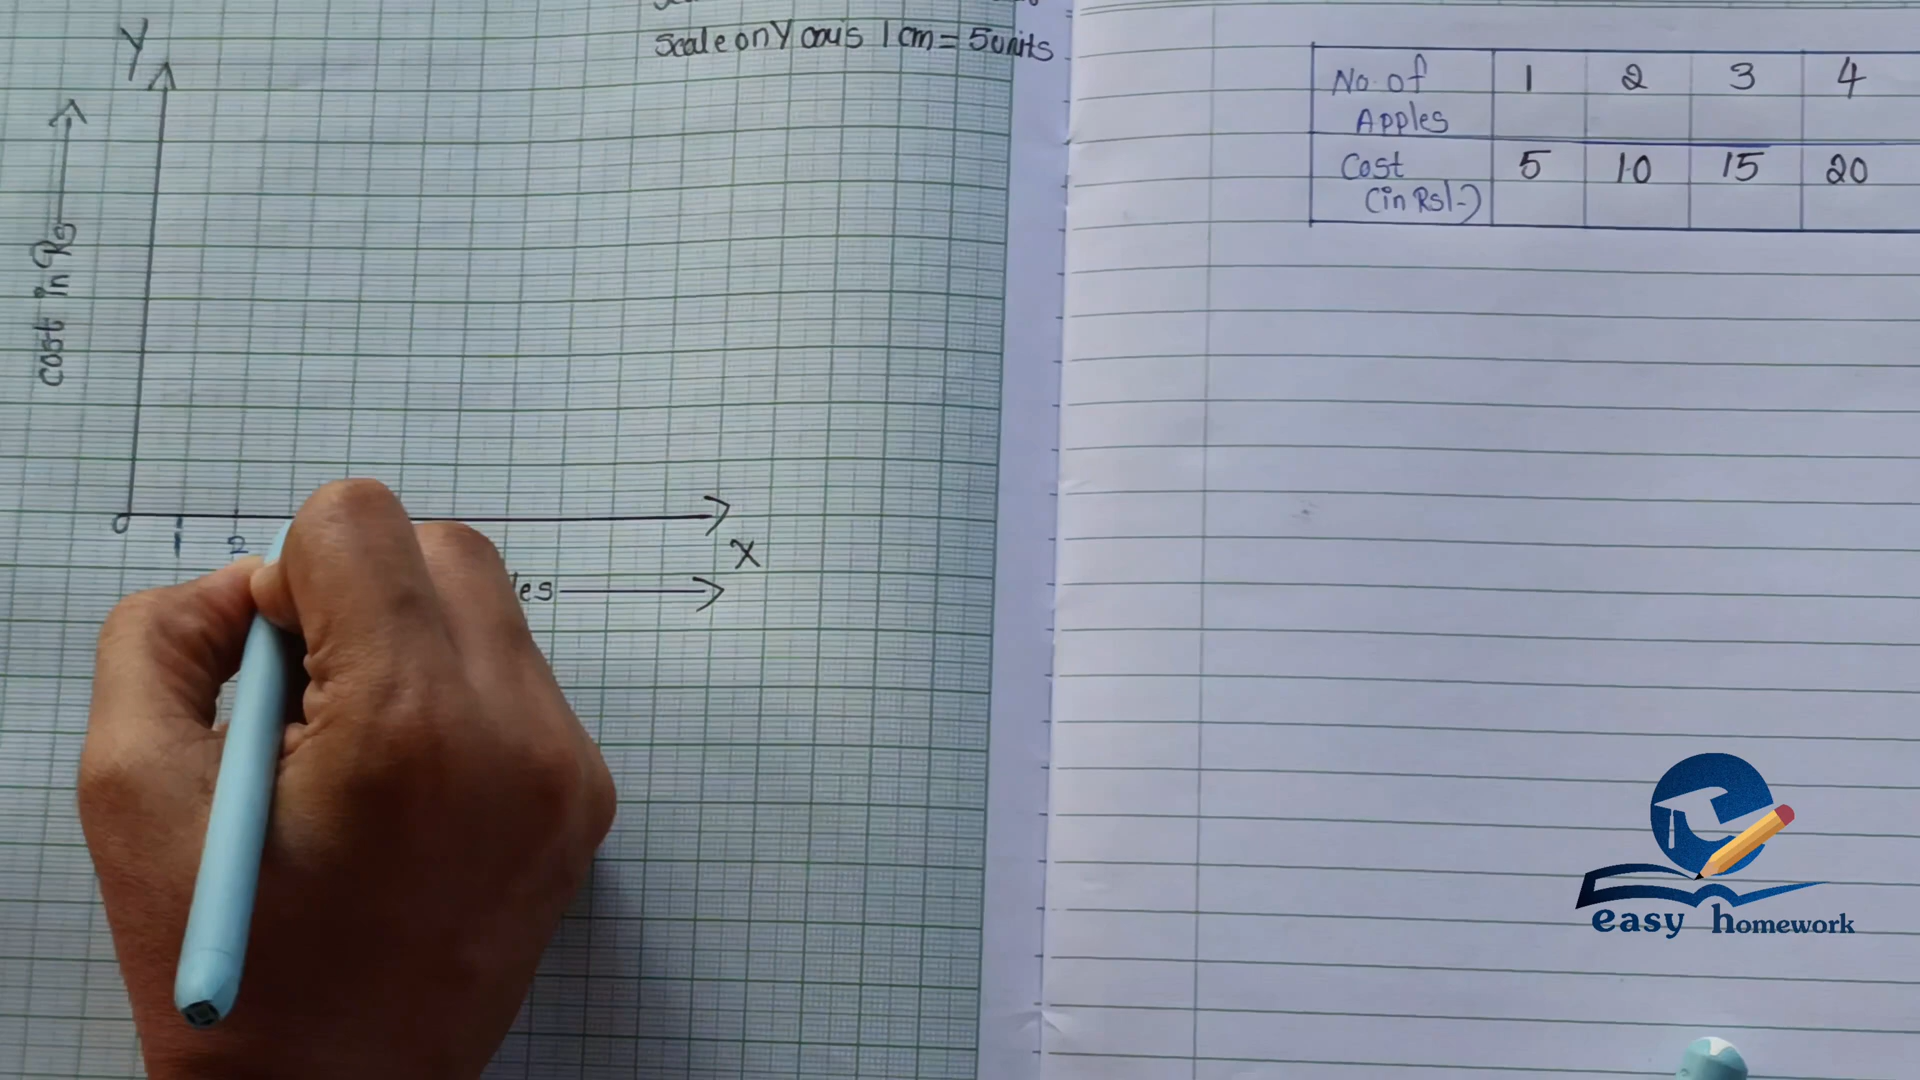 Scale on Y axis 1 cm = 5 units
Y
Cost in Rs
0
1 2
les
X
No. of Apples 1 2 3 4
Cost (in Rs/-) 5 10 15 20
easy homework